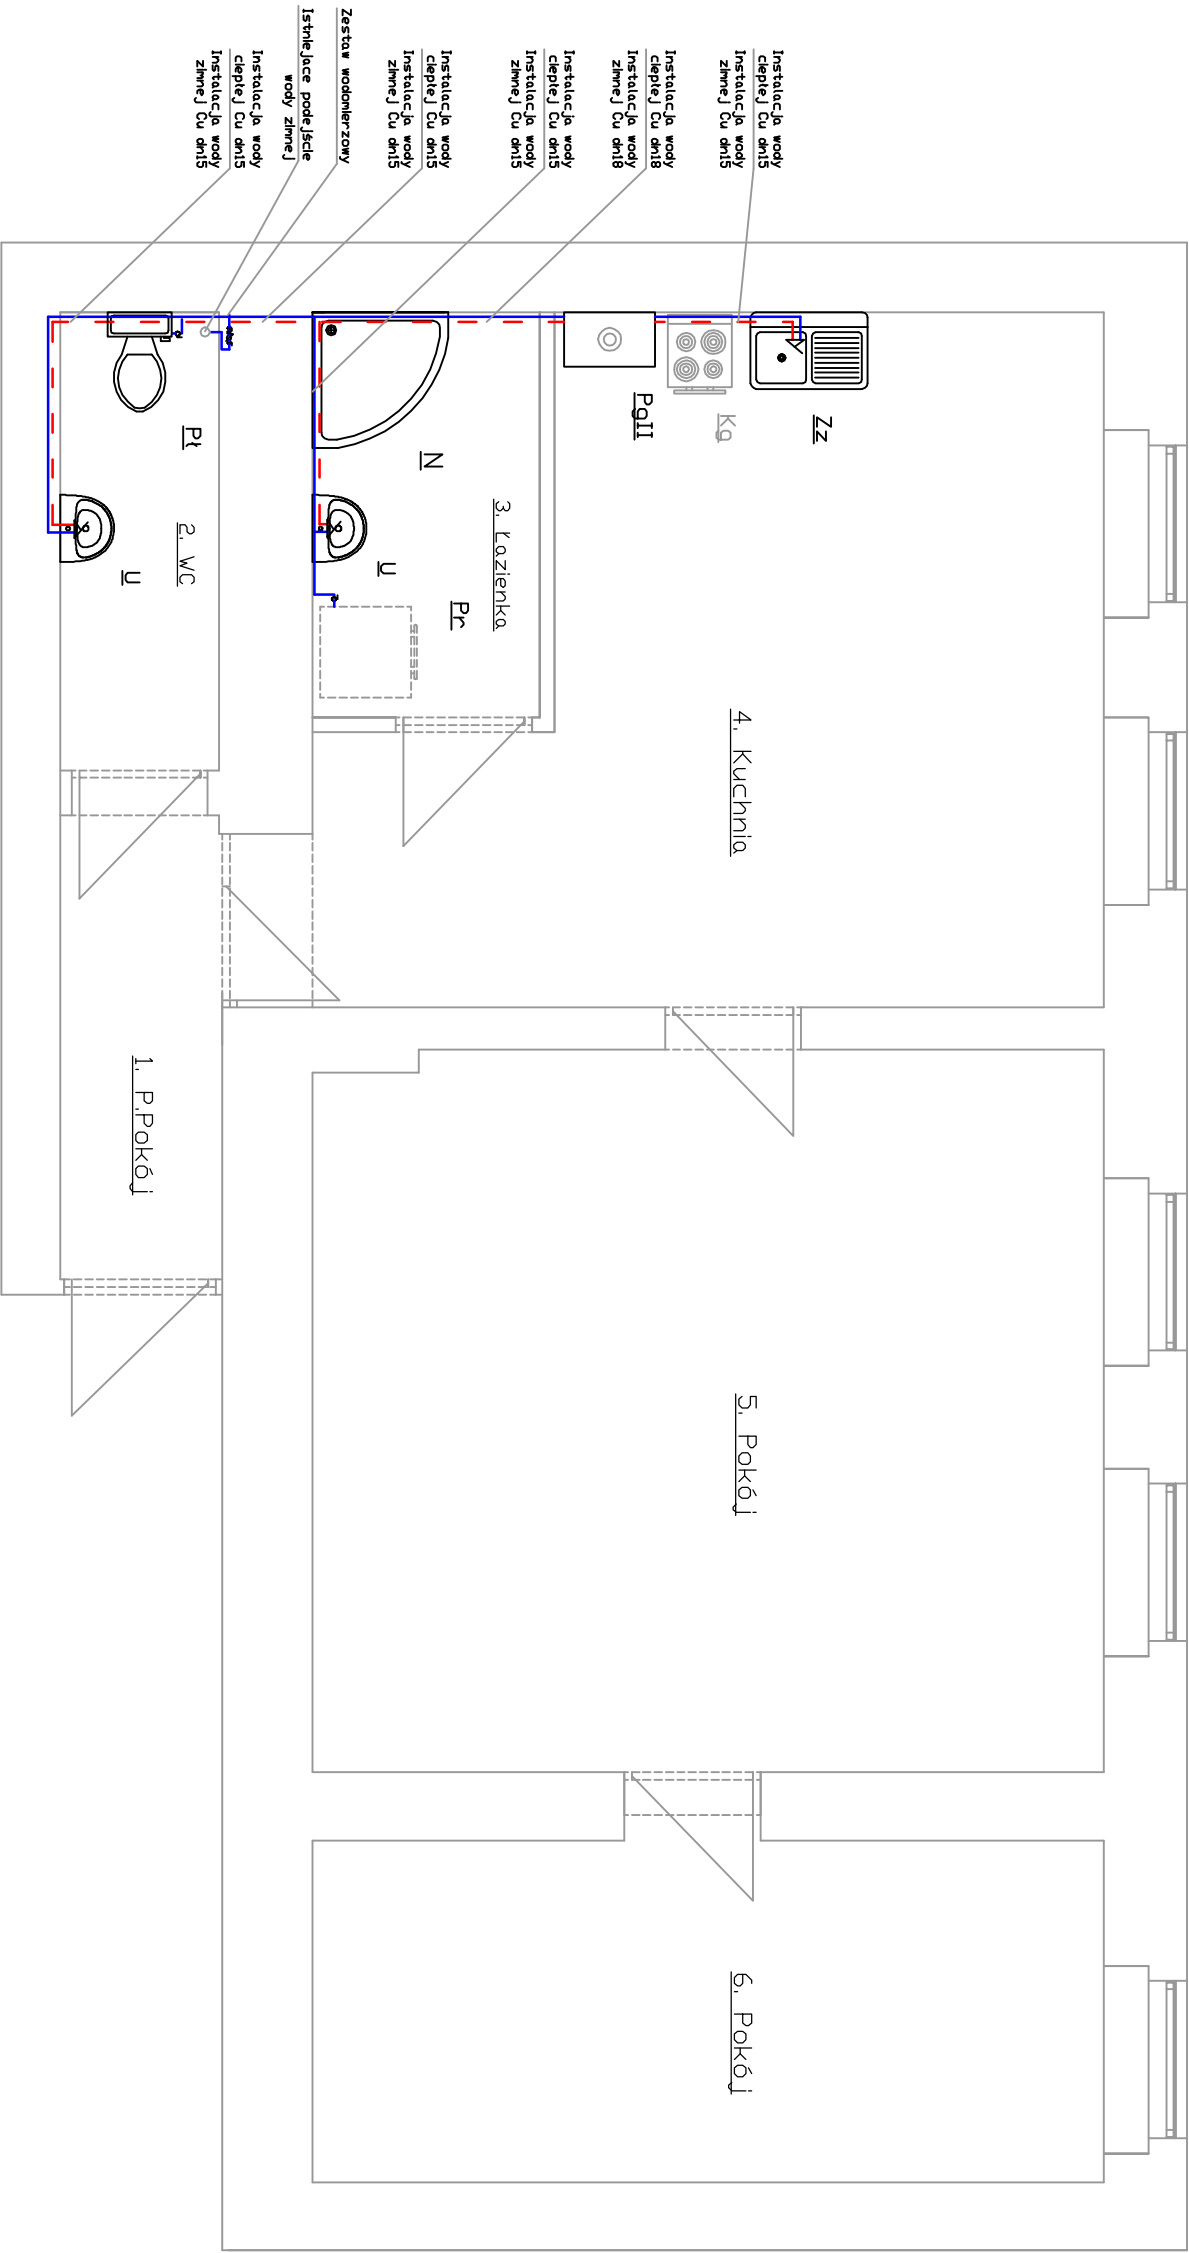 Instalacja wody
ciepłej Cu dn15
Instalacja wody
zimnej Cu dn15
Instalacja wody
ciepłej Cu dn18
Instalacja wody
zimnej Cu dn18
Instalacja wody
ciepłej Cu dn15
Instalacja wody
zimnej Cu dn15
Instalacja wody
ciepłej Cu dn15
Instalacja wody
zimnej Cu dn15
Zestaw wodomierzowy
Istniejace podejście
wody zimnej
Instalacja wody
ciepłej Cu dn15
Instalacja wody
zimnej Cu dn15
Zz
Kg
PgII
N
3. Łazienka
U
Pr
Pł
2. WC
U
4. Kuchnia
1. P.Pokój
5. Pokój
6. Pokój